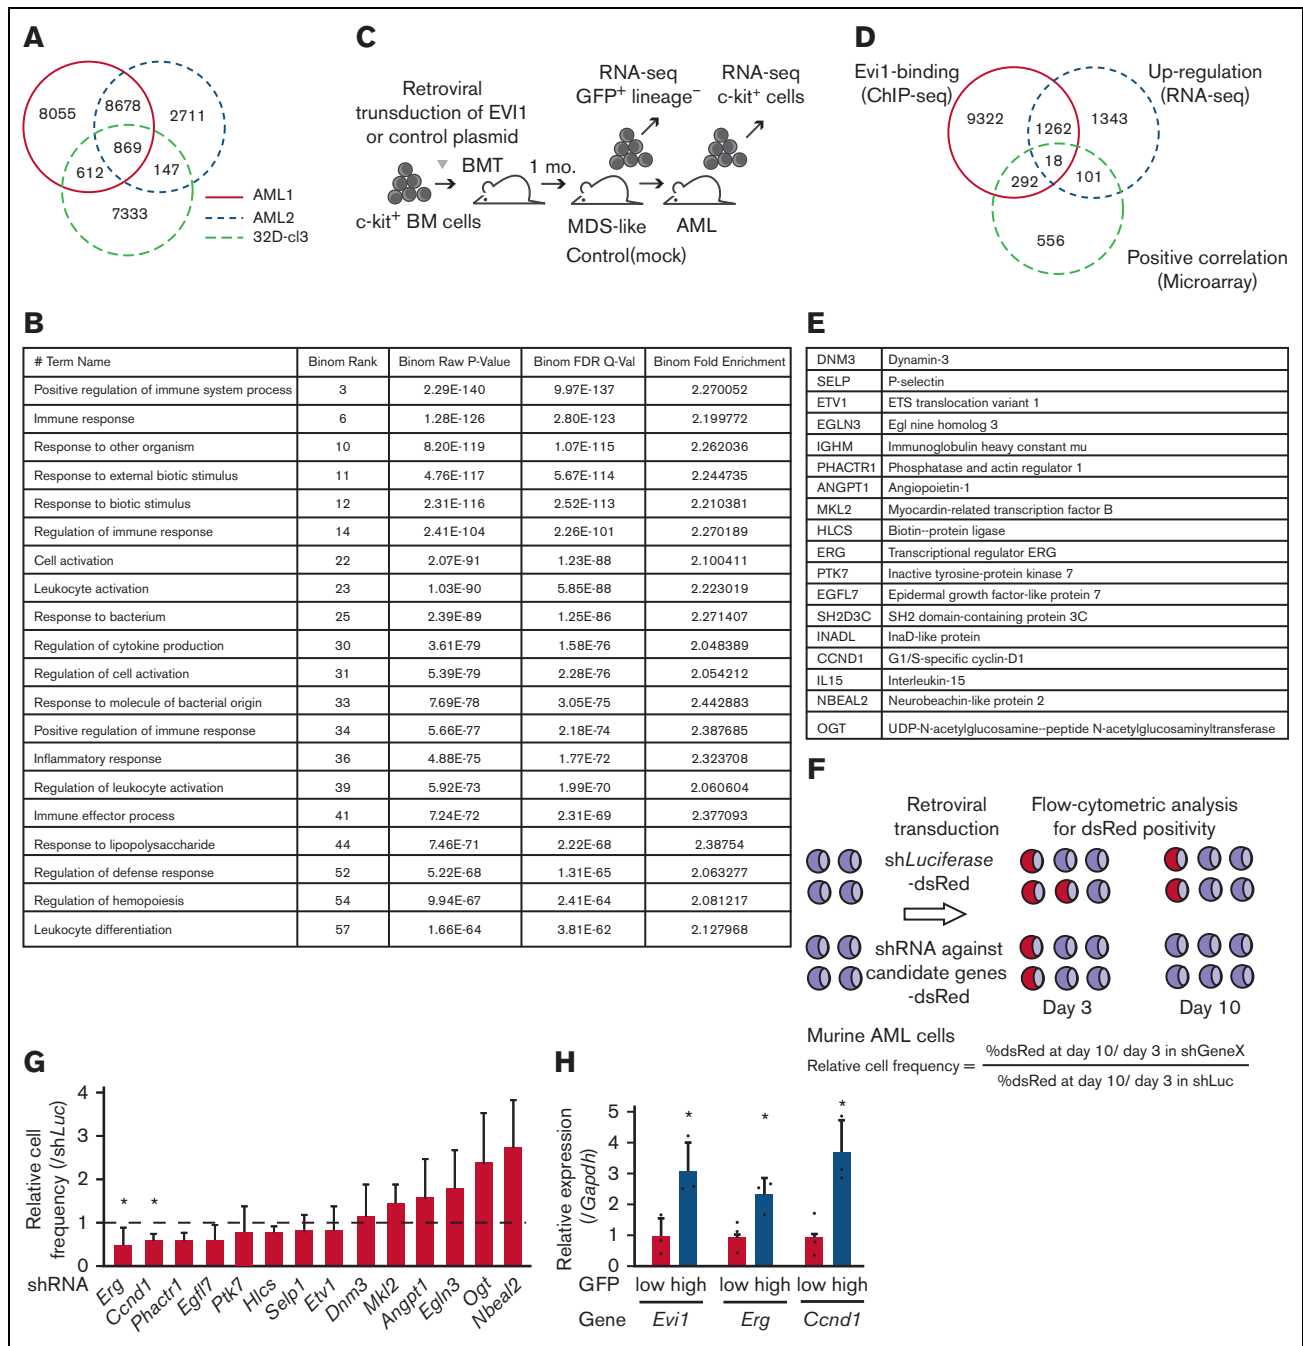 A
8055
8678
2711
869
612
147
7333
AML1
AML2
32D-cl3
C
Retroviral
transduction of EVI1
or control plasmid
BMT
1 mo.
RNA-seq
GFP+ lineage−
RNA-seq
c-kit+ cells
c-kit+ BM cells
MDS-like
AML
Control(mock)
D
Evi1-binding
(ChIP-seq)
Up-regulation
(RNA-seq)
9322
1262
1343
18
292
101
556
Positive correlation
(Microarray)
B
# Term Name Binom Rank Binom Raw P-Value Binom FDR Q-Val Binom Fold Enrichment
Positive regulation of immune system process 3 2.29E-140 9.97E-137 2.270052
Immune response 6 1.28E-126 2.80E-123 2.199772
Response to other organism 10 8.20E-119 1.07E-115 2.262036
Response to external biotic stimulus 11 4.76E-117 5.67E-114 2.244735
Response to biotic stimulus 12 2.31E-116 2.52E-113 2.210381
Regulation of immune response 14 2.41E-104 2.26E-101 2.270189
Cell activation 22 2.07E-91 1.23E-88 2.100411
Leukocyte activation 23 1.03E-90 5.85E-88 2.223019
Response to bacterium 25 2.39E-89 1.25E-86 2.271407
Regulation of cytokine production 30 3.61E-79 1.58E-76 2.048389
Regulation of cell activation 31 5.39E-79 2.28E-76 2.054212
Response to molecule of bacterial origin 33 7.69E-78 3.05E-75 2.442883
Positive regulation of immune response 34 5.66E-77 2.18E-74 2.387685
Inflammatory response 36 4.88E-75 1.77E-72 2.323708
Regulation of leukocyte activation 39 5.92E-73 1.99E-70 2.060604
Immune effector process 41 7.24E-72 2.31E-69 2.377093
Response to lipopolysaccharide 44 7.46E-71 2.22E-68 2.38754
Regulation of defense response 52 5.22E-68 1.31E-65 2.063277
Regulation of hemopoiesis 54 9.94E-67 2.41E-64 2.081217
Leukocyte differentiation 57 1.66E-64 3.81E-62 2.127968
E
DNM3 Dynamin-3
SELP P-selectin
ETV1 ETS translocation variant 1
EGLN3 Egl nine homolog 3
IGHM Immunoglobulin heavy constant mu
PHACTR1 Phosphatase and actin regulator 1
ANGPT1 Angiopoietin-1
MKL2 Myocardin-related transcription factor B
HLCS Biotin--protein ligase
ERG Transcriptional regulator ERG
PTK7 Inactive tyrosine-protein kinase 7
EGFL7 Epidermal growth factor-like protein 7
SH2D3C SH2 domain-containing protein 3C
INADL InaD-like protein
CCND1 G1/S-specific cyclin-D1
IL15 Interleukin-15
NBEAL2 Neurobeachin-like protein 2
OGT UDP-N-acetylglucosamine--peptide N-acetylglucosaminyltransferase
F
Retroviral
transduction
Flow-cytometric analysis
for dsRed positivity
shLuciferase
-dsRed
shRNA against
candidate genes
-dsRed
Day 3
Day 10
Murine AML cells
Relative cell frequency = %dsRed at day 10/ day 3 in shGeneX
%dsRed at day 10/ day 3 in shLuc
G
Relative cell
frequency (/shLuc)
4
3
2
1
0
* *
shRNA
Erg
Ccnd1
Phactr1
Egfl7
Ptk7
Hlcs
Selp1
Etv1
Dnm3
Mkl2
Angpt1
Egln3
Ogt
Nbeal2
H
Relative expression
(/Gapdh)
5
4
3
2
1
0
* * *
GFP low high low high low high
Gene Evi1 Erg Ccnd1